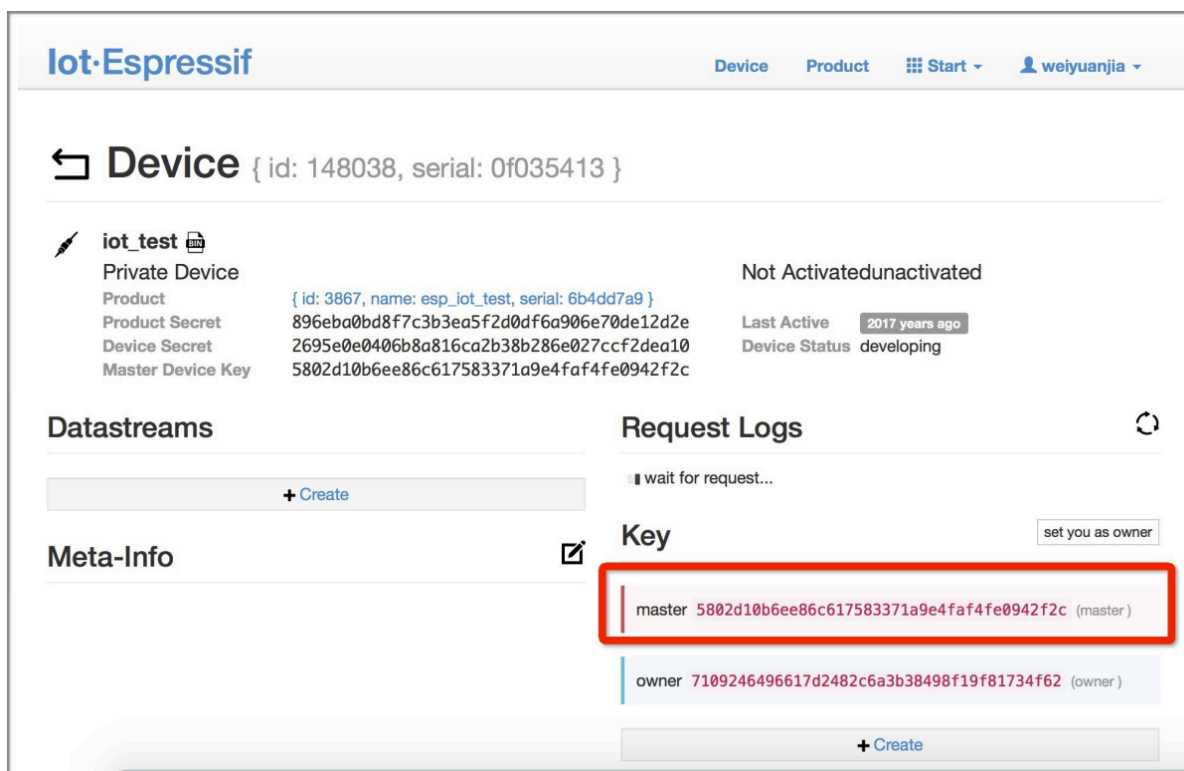 Iot·Espressif
Device Product Start weiyuanjia
Device { id: 148038, serial: 0f035413 }
iot_test BIN
Private Device
Product { id: 3867, name: esp_iot_test, serial: 6b4dd7a9 }
Product Secret 896eba0bd8f7c3b3ea5f2d0df6a906e70de12d2e
Device Secret 2695e0e0406b8a816ca2b38b286e027ccf2dea10
Master Device Key 5802d10b6ee86c617583371a9e4faf4fe0942f2c
Not Activatedunactivated
Last Active 2017 years ago
Device Status developing
Datastreams
+ Create
Meta-Info
Request Logs
wait for request...
Key
set you as owner
master 5802d10b6ee86c617583371a9e4faf4fe0942f2c (master )
owner 7109246496617d2482c6a3b38498f19f81734f62 (owner )
+ Create